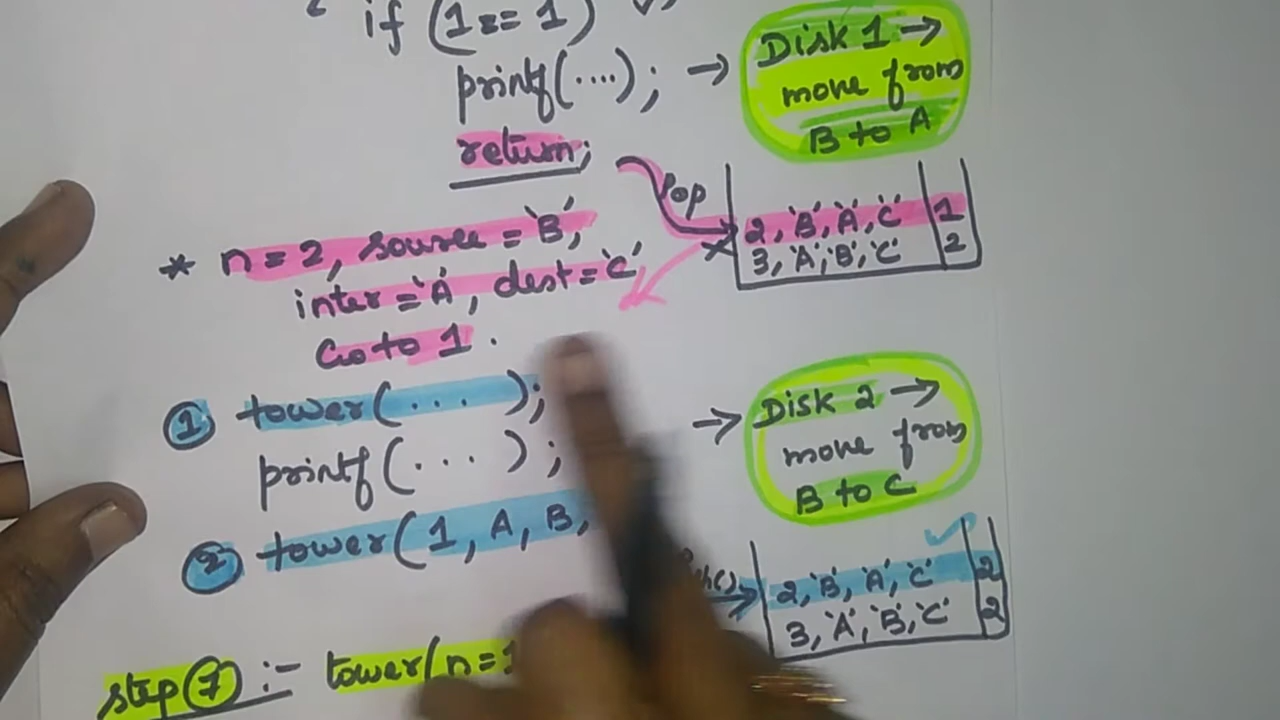 if (1 == 1)
printf(....); → Disk 1 →
move from
B to A
return;
Pop
2, 'B', 'A', 'C' 1
3, 'A', 'B', 'C' 2
* n = 2, source = 'B',
inter = 'A', dest = 'C',
Goto 1.
① tower(... );
printf(... ); → Disk 2 →
move from
B to C
② tower(1, A, B,
2, 'B', 'A', 'C' 2
3, 'A', 'B', 'C' 2
step (7) :- tower(n=1